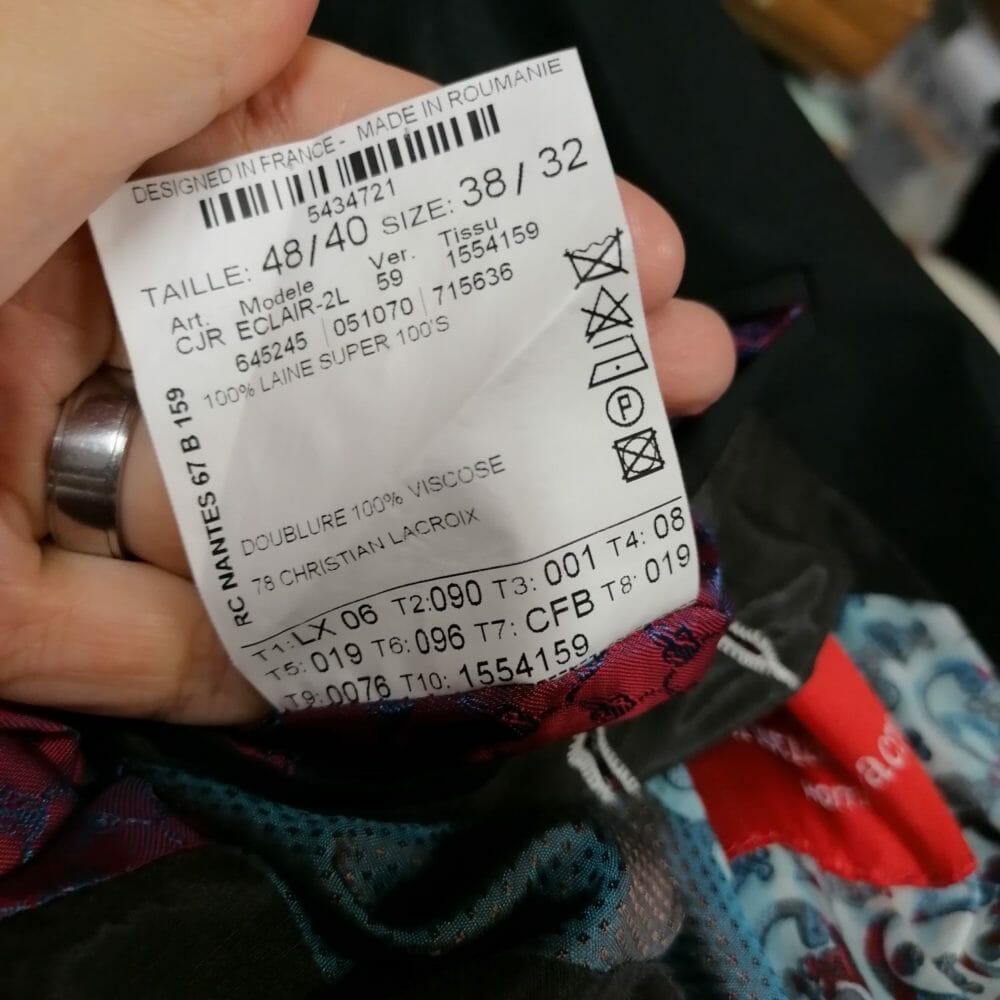 DESIGNED IN FRANCE - MADE IN ROUMANIE
5434721
TAILLE: 48/40 SIZE: 38/32
Art. Modele Ver. Tissu
CJR ECLAIR-2L 59 1554159
645245 051070 715636
100% LAINE SUPER 100'S
RC NANTES 67 B 159
P
DOUBLURE 100% VISCOSE
78 CHRISTIAN LACROIX
T1:LX 06 T2:090 T3:001 T4:08
T5:019 T6:096 T7:CFB T8:019
T9:0076 T10:1554159